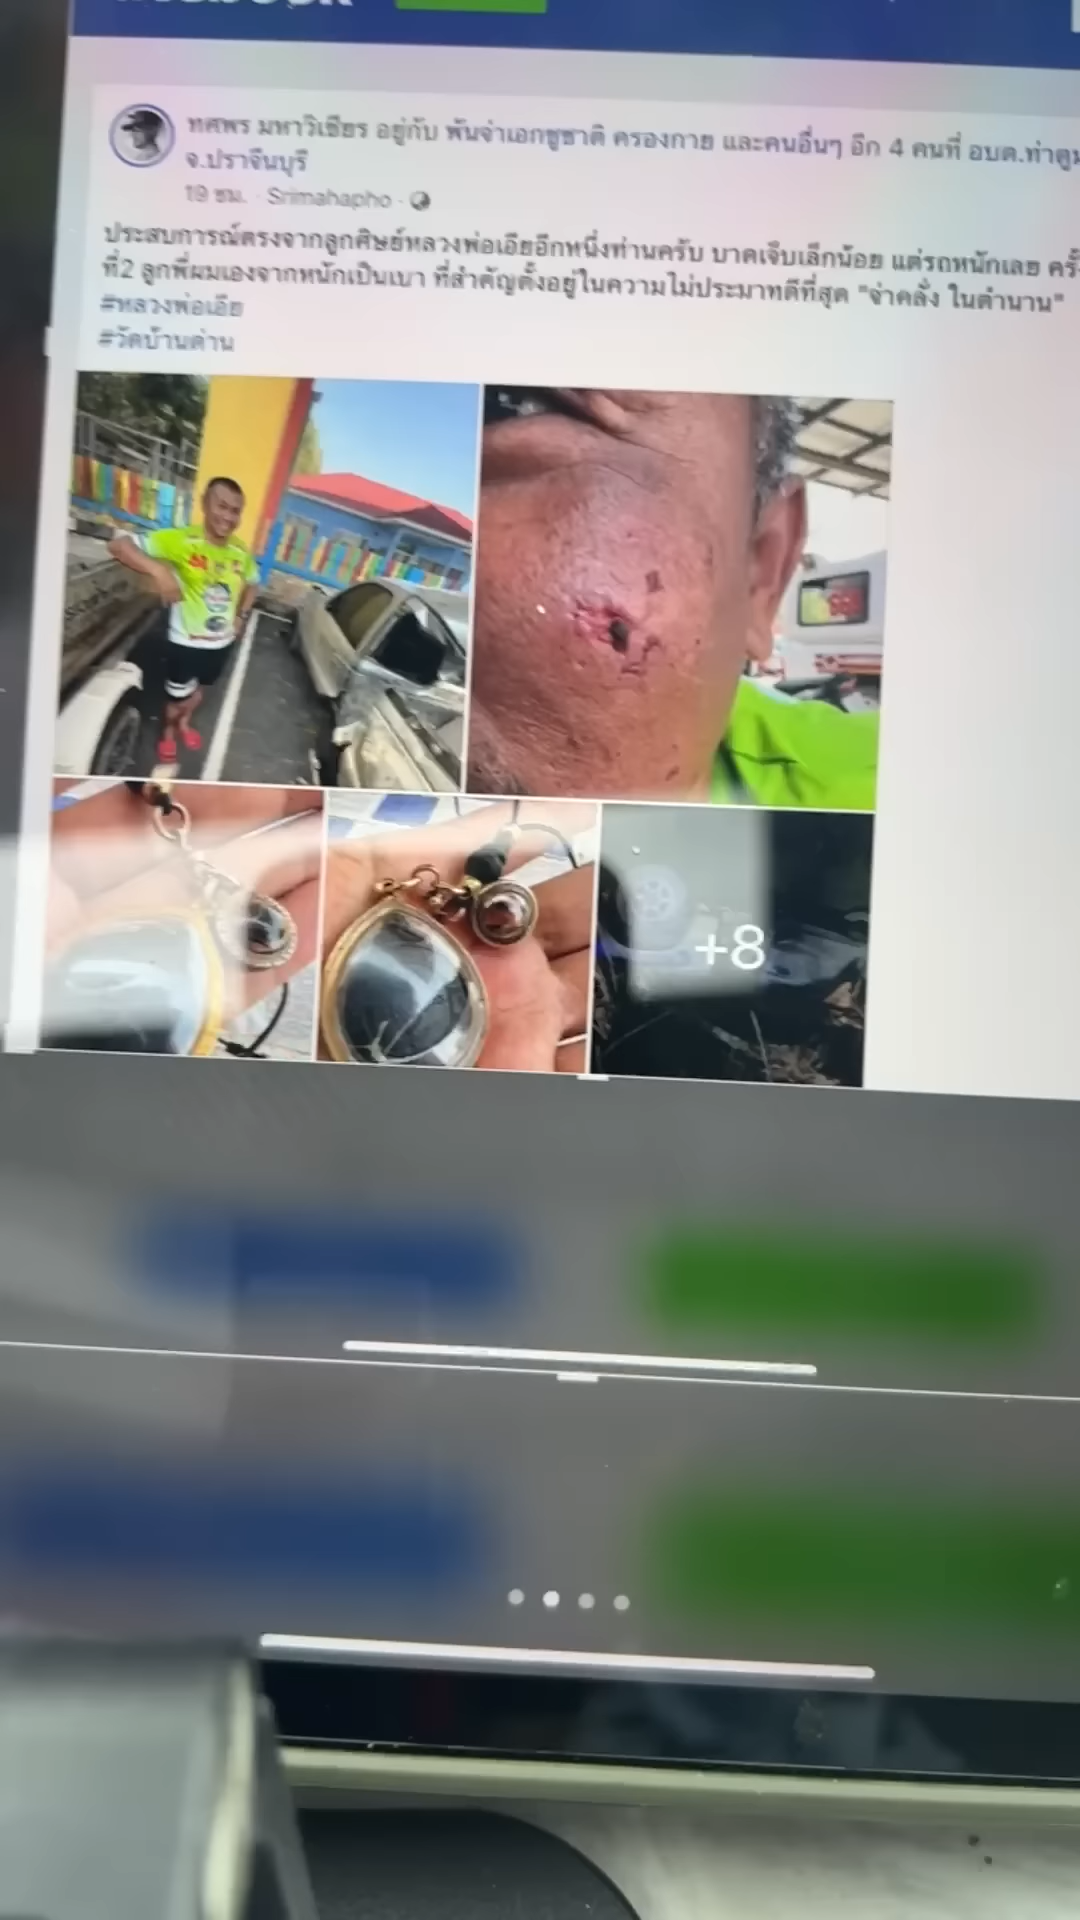 ทศพร มหาวิเชียร อยู่กับ พันจ่าเอกชูชาติ ครองกาย และคนอื่นๆ อีก 4 คนที่ อบต.ท่าตูม
จ.ปราจีนบุรี
19 ชม. · Srimahapho ·
ประสบการณ์ตรงจากลูกศิษย์หลวงพ่อเอียอีกหนึ่งท่านครับ บาดเจ็บเล็กน้อย แต่รถหนักเลย
ที่2 ลูกพี่ผมเองจากหนักเป็นเบา ที่สำคัญตั้งอยู่ในความไม่ประมาทดีที่สุด "จ่าคลั่ง ในตำนาน"
#หลวงพ่อเอีย
#วัดบ้านด่าน
+8